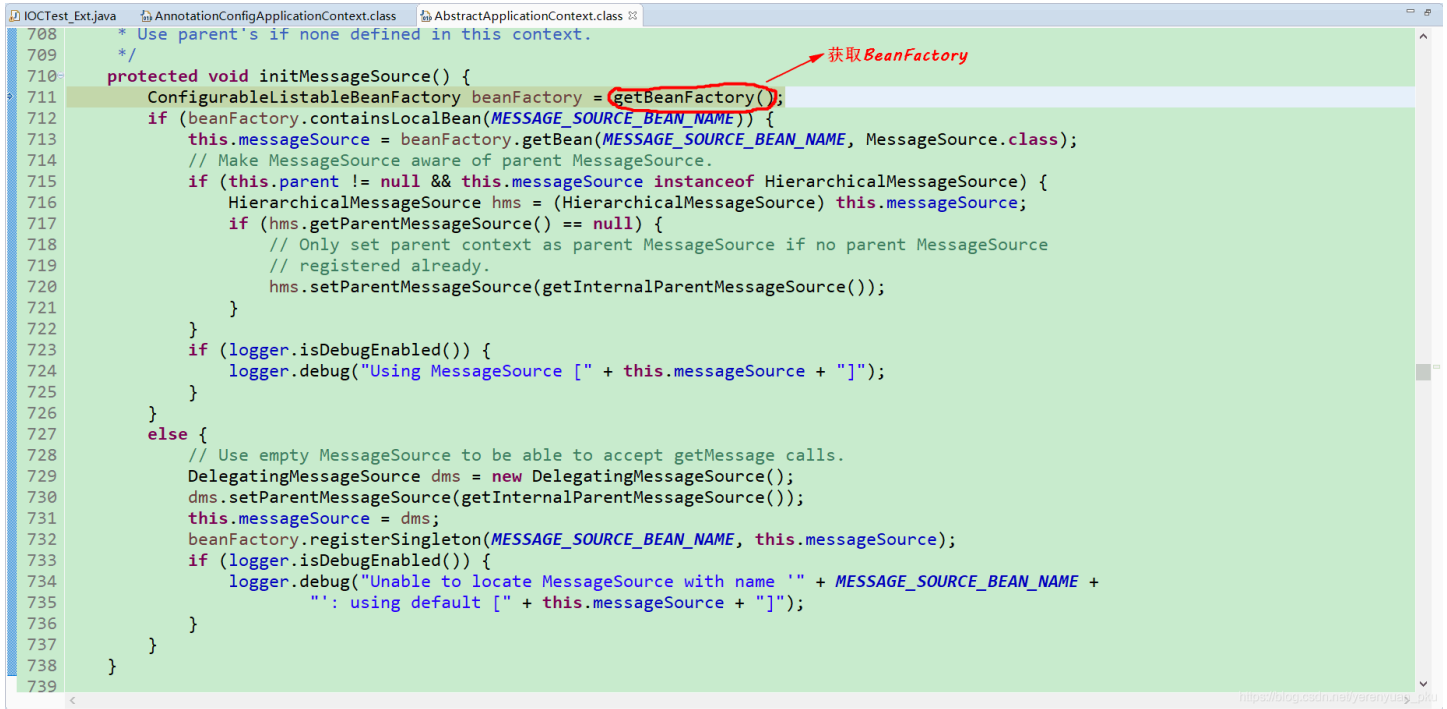 IOCTest_Ext.java AnnotationConfigApplicationContext.class AbstractApplicationContext.class
708 * Use parent's if none defined in this context.
709 */
获取BeanFactory
710 protected void initMessageSource() {
711 ConfigurableListableBeanFactory beanFactory = getBeanFactory();
712 if (beanFactory.containsLocalBean(MESSAGE_SOURCE_BEAN_NAME)) {
713 this.messageSource = beanFactory.getBean(MESSAGE_SOURCE_BEAN_NAME, MessageSource.class);
714 // Make MessageSource aware of parent MessageSource.
715 if (this.parent != null && this.messageSource instanceof HierarchicalMessageSource) {
716 HierarchicalMessageSource hms = (HierarchicalMessageSource) this.messageSource;
717 if (hms.getParentMessageSource() == null) {
718 // Only set parent context as parent MessageSource if no parent MessageSource
719 // registered already.
720 hms.setParentMessageSource(getInternalParentMessageSource());
721 }
722 }
723 if (logger.isDebugEnabled()) {
724 logger.debug("Using MessageSource [" + this.messageSource + "]");
725 }
726 }
727 else {
728 // Use empty MessageSource to be able to accept getMessage calls.
729 DelegatingMessageSource dms = new DelegatingMessageSource();
730 dms.setParentMessageSource(getInternalParentMessageSource());
731 this.messageSource = dms;
732 beanFactory.registerSingleton(MESSAGE_SOURCE_BEAN_NAME, this.messageSource);
733 if (logger.isDebugEnabled()) {
734 logger.debug("Unable to locate MessageSource with name '" + MESSAGE_SOURCE_BEAN_NAME +
735 "': using default [" + this.messageSource + "]");
736 }
737 }
738 }
739
https://blog.csdn.net/yerenyuan_pku